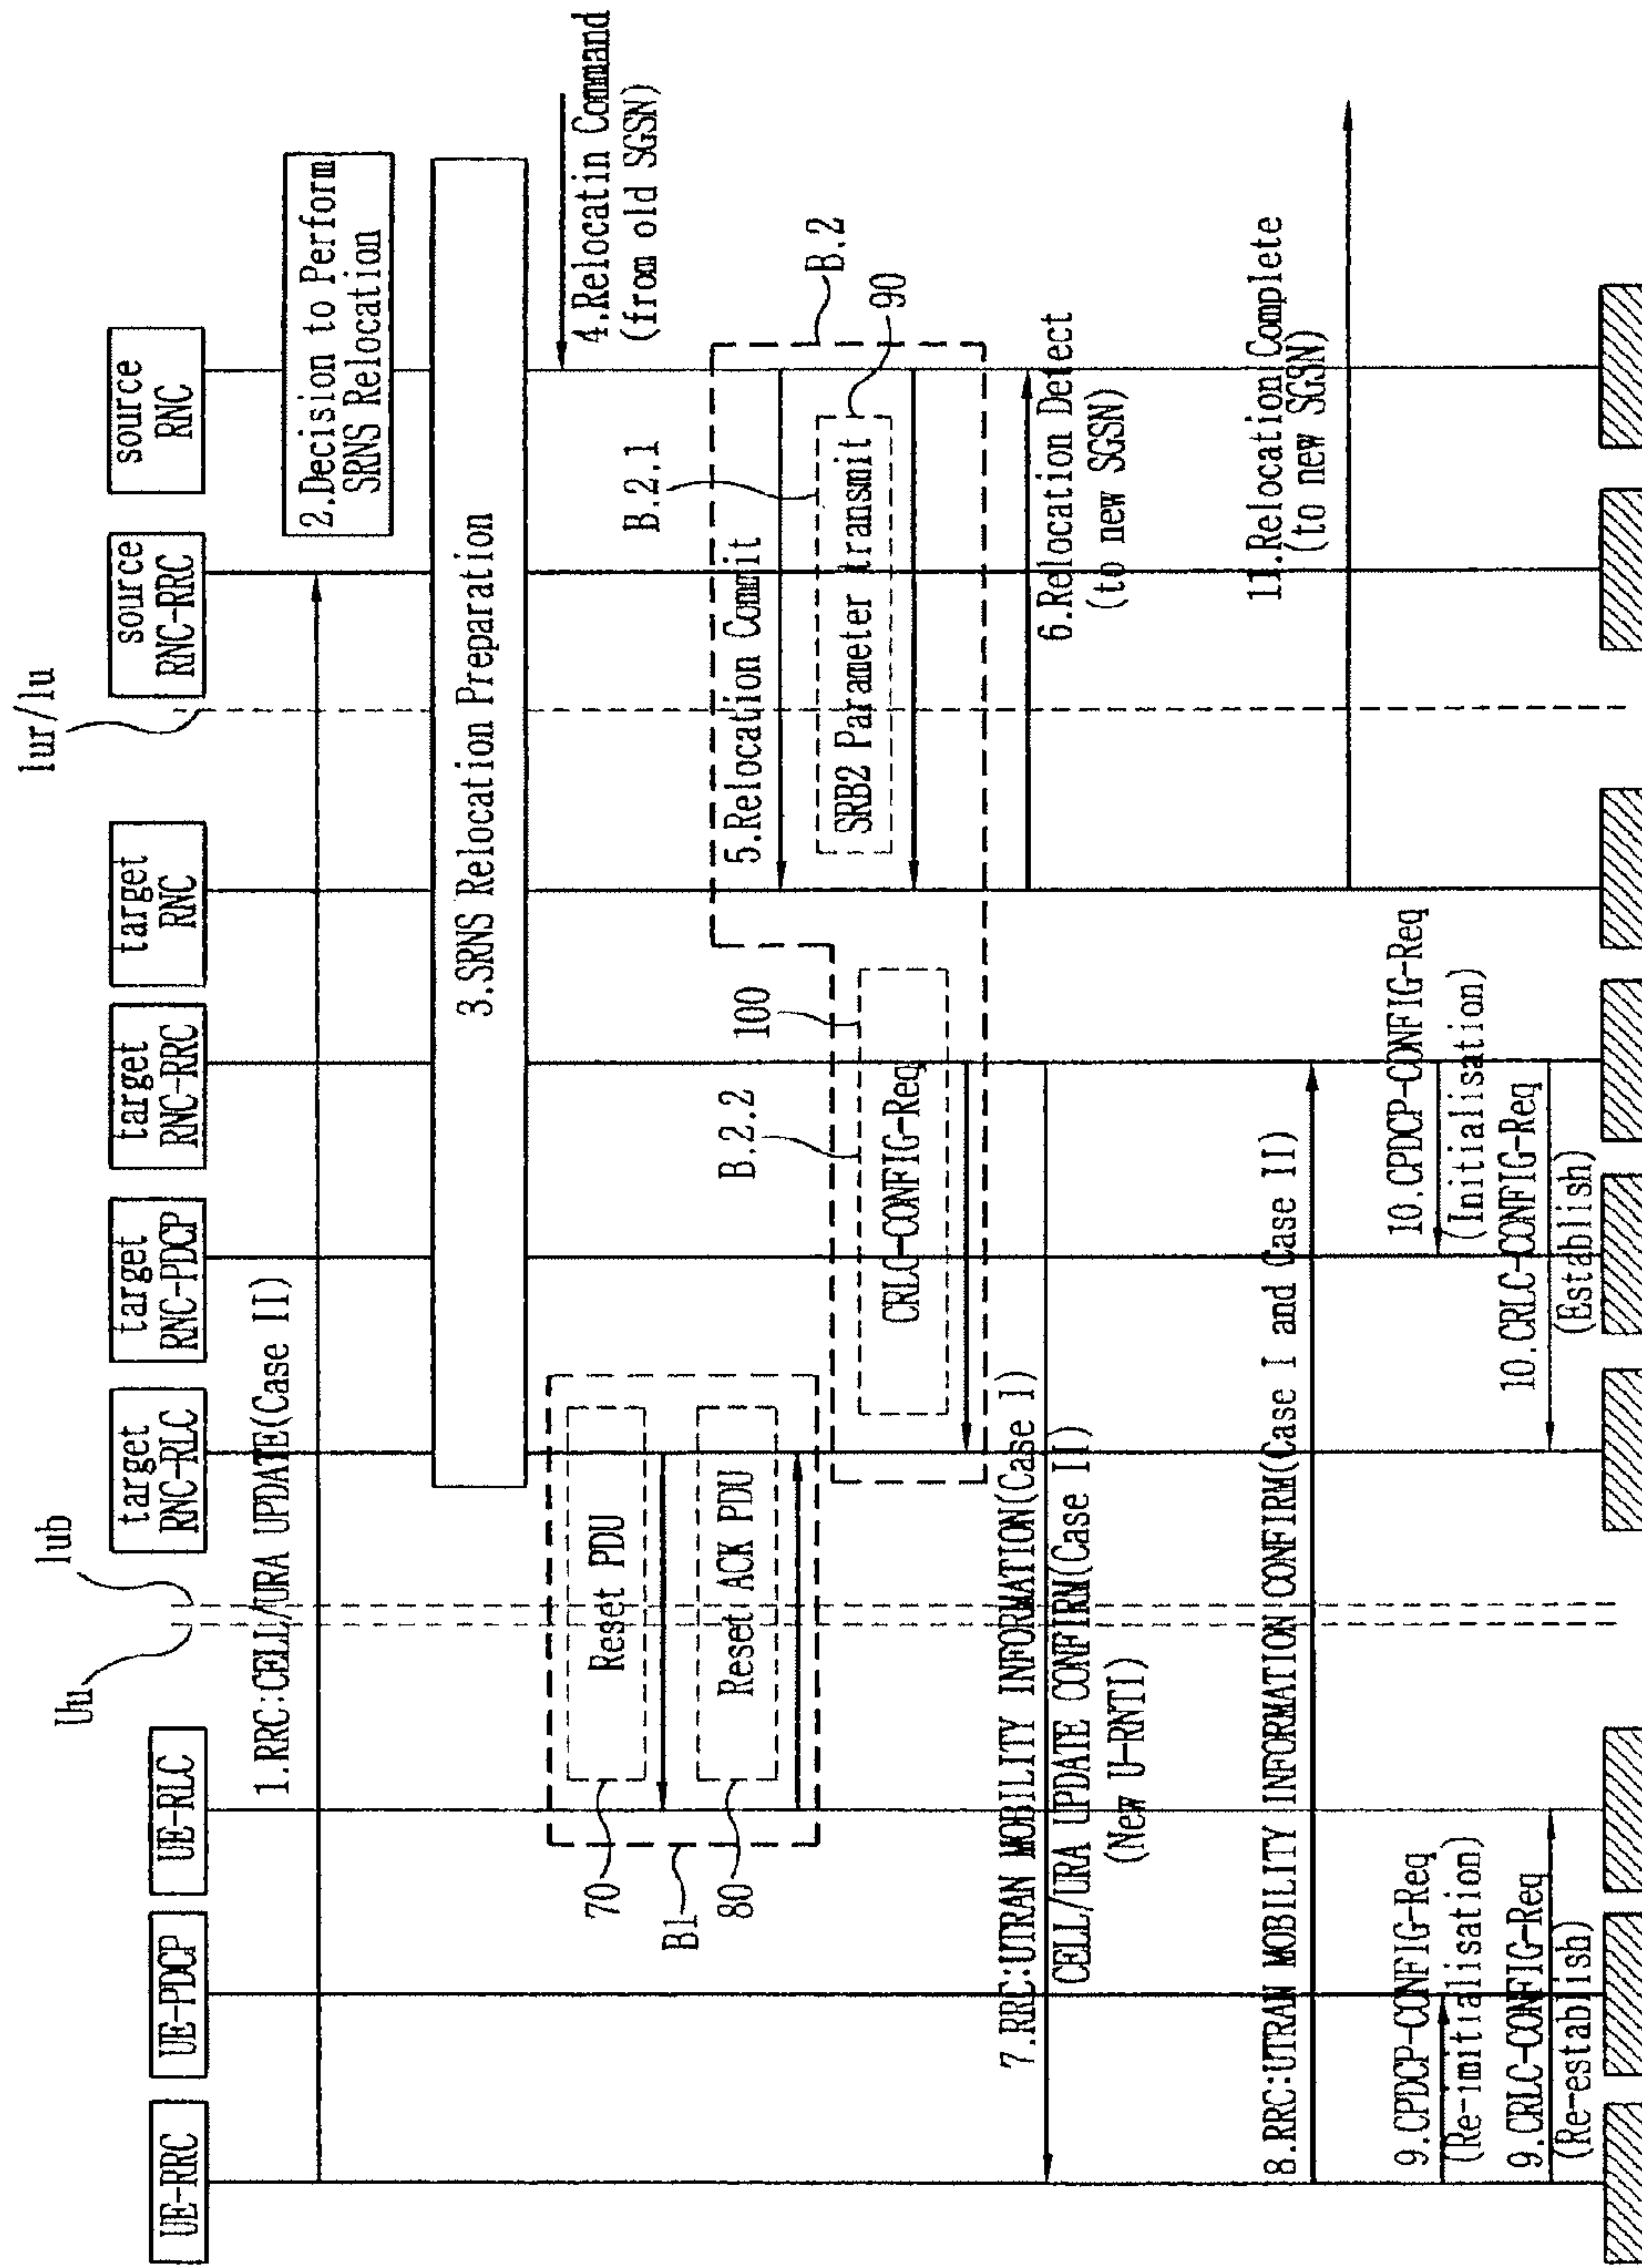 Uu
Iub
Iur/Iu
UE-RRC
UE-PDCP
UE-RLC
target
RNC-RLC
target
RNC-PDCP
target
RNC-RRC
target
RNC
source
RNC-RRC
source
RNC
1.RRC:CELL/URA UPDATE(Case II)
2.Decision to Perform
SRNS Relocation
3.SRNS Relocation Preparation
4.Relocatin Command
(from old SGSN)
70
Reset PDU
B1
80
Reset ACK PDU
5.Relocation Commit
B.2
B.2.1
90
SRB2 Parameter transmit
B.2.2
100
CRLC-CONFIG-Req
6.Relocation Detect
(to new SGSN)
7.RRC:UTRAN MOBILITY INFORMATION(Case I)
CELL/URA UPDATE CONFIRM(Case II)
(New U-RNTI)
8.RRC:UTRAN MOBILITY INFORMATION CONFIRM(Case I and Case II)
11.Relocation Complete
(to new SGSN)
9.CPDCP-CONFIG-Req
(Re-imitialisation)
9.CRLC-CONFIG-Req
(Re-establish)
10.CPDCP-CONFIG-Req
(Initialisation)
10.CRLC-CONFIG-Req
(Establish)